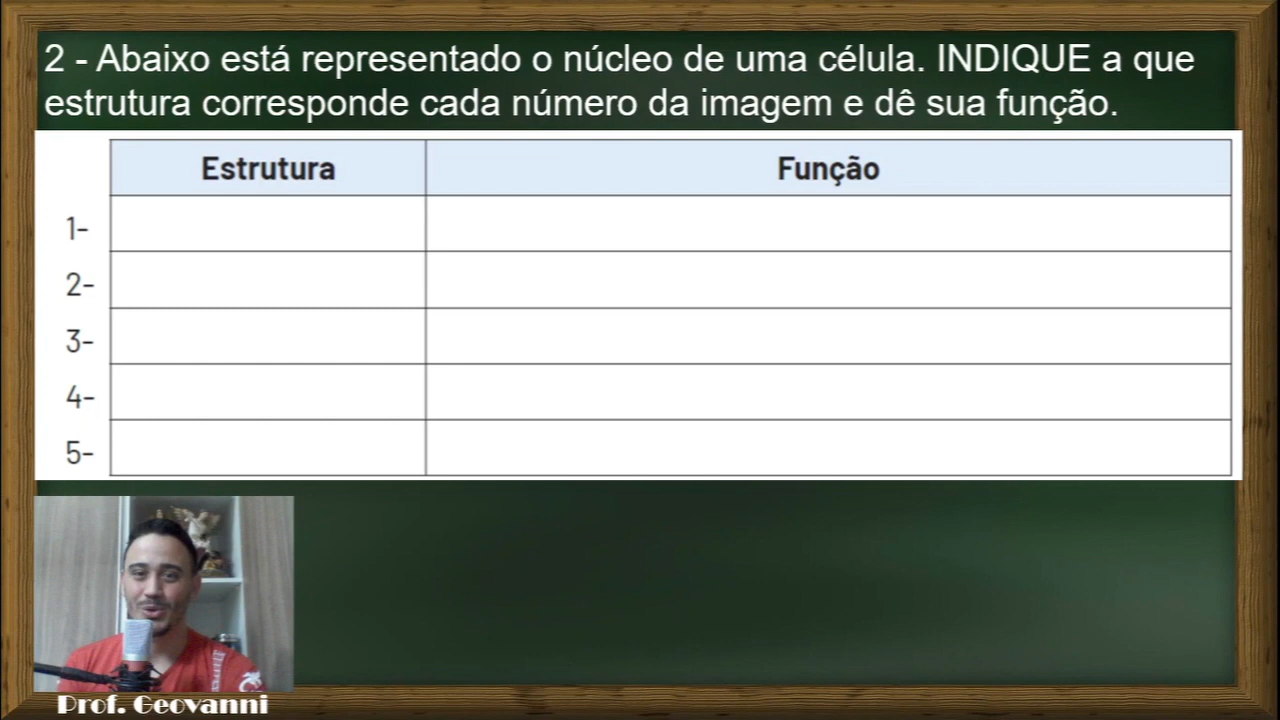 2 - Abaixo está representado o núcleo de uma célula. INDIQUE a que
estrutura corresponde cada número da imagem e dê sua função.
Estrutura Função
1-
2-
3-
4-
5-
Prof. Geovanni